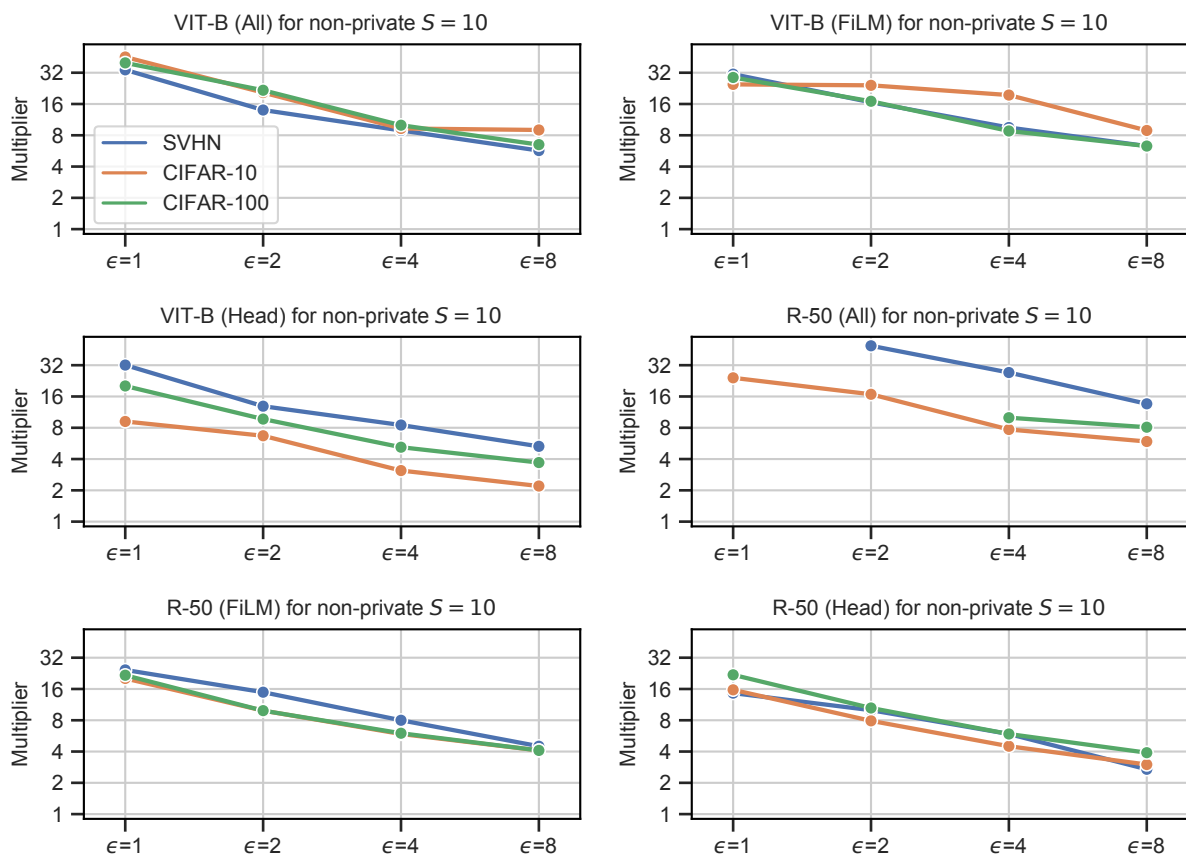 VIT-B (All) for non-private S = 10
Multiplier
32
16
8
4
2
1
SVHN
CIFAR-10
CIFAR-100
ϵ=1
ϵ=2
ϵ=4
ϵ=8
VIT-B (FiLM) for non-private S = 10
Multiplier
32
16
8
4
2
1
ϵ=1
ϵ=2
ϵ=4
ϵ=8
VIT-B (Head) for non-private S = 10
Multiplier
32
16
8
4
2
1
ϵ=1
ϵ=2
ϵ=4
ϵ=8
R-50 (All) for non-private S = 10
Multiplier
32
16
8
4
2
1
ϵ=1
ϵ=2
ϵ=4
ϵ=8
R-50 (FiLM) for non-private S = 10
Multiplier
32
16
8
4
2
1
ϵ=1
ϵ=2
ϵ=4
ϵ=8
R-50 (Head) for non-private S = 10
Multiplier
32
16
8
4
2
1
ϵ=1
ϵ=2
ϵ=4
ϵ=8